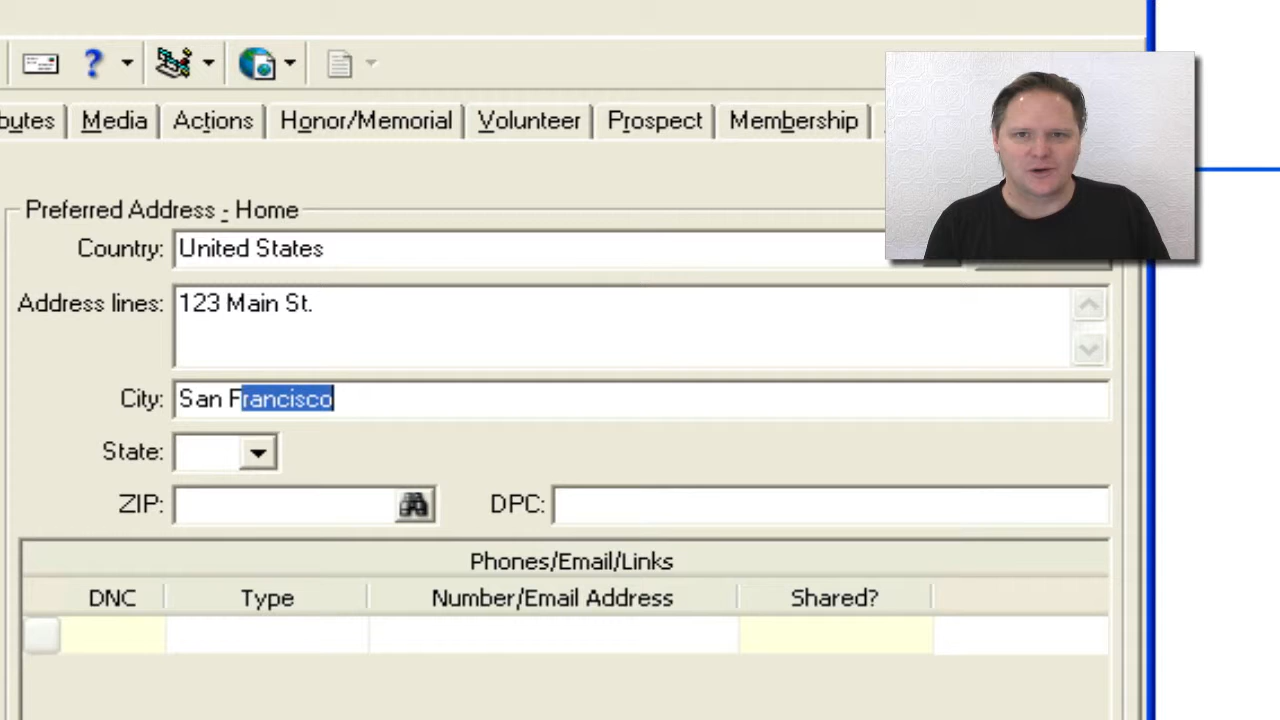 butes Media Actions Honor/Memorial Volunteer Prospect Membership
Preferred Address - Home
Country: United States
Address lines: 123 Main St.
City: San Francisco
State:
ZIP: DPC:
Phones/Email/Links
DNC Type Number/Email Address Shared?